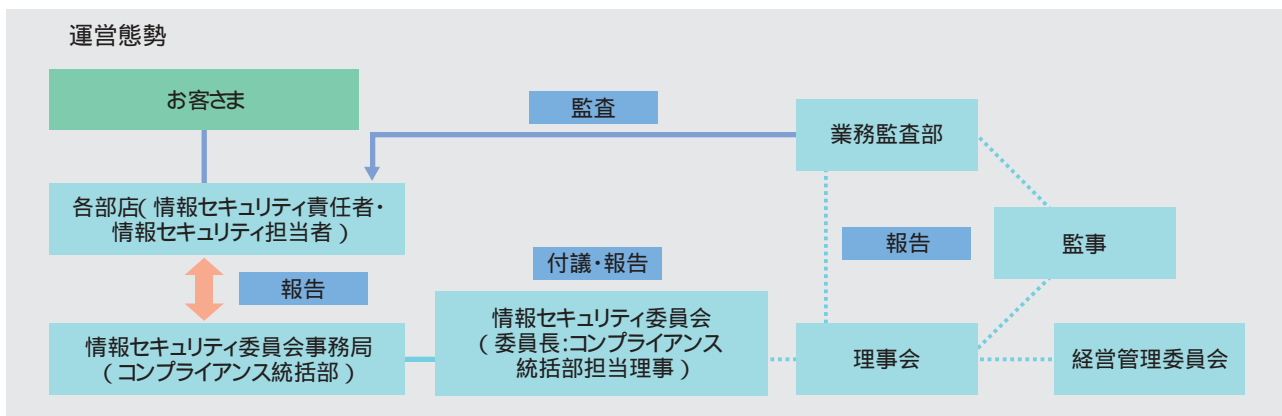 運営態勢
お客さま
監査
業務監査部
各部店(情報セキュリティ責任者・
情報セキュリティ担当者)
報告
監事
付議・報告
報告
情報セキュリティ委員会事務局
(コンプライアンス統括部)
情報セキュリティ委員会
(委員長:コンプライアンス
統括部担当理事)
理事会
経営管理委員会